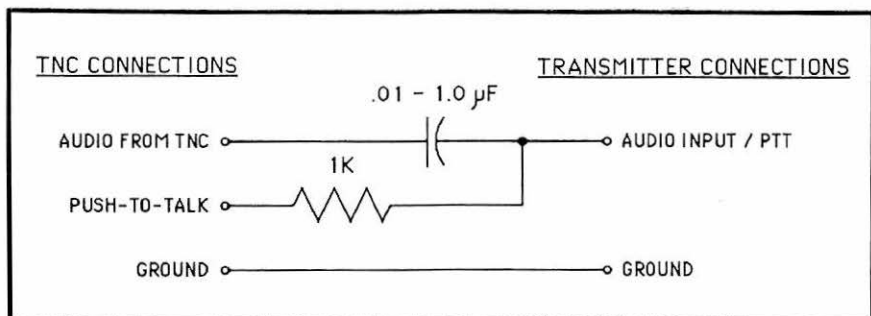 TNC CONNECTIONS
TRANSMITTER CONNECTIONS
.01 - 1.0 µF
AUDIO FROM TNC
AUDIO INPUT / PTT
1K
PUSH-TO-TALK
GROUND
GROUND